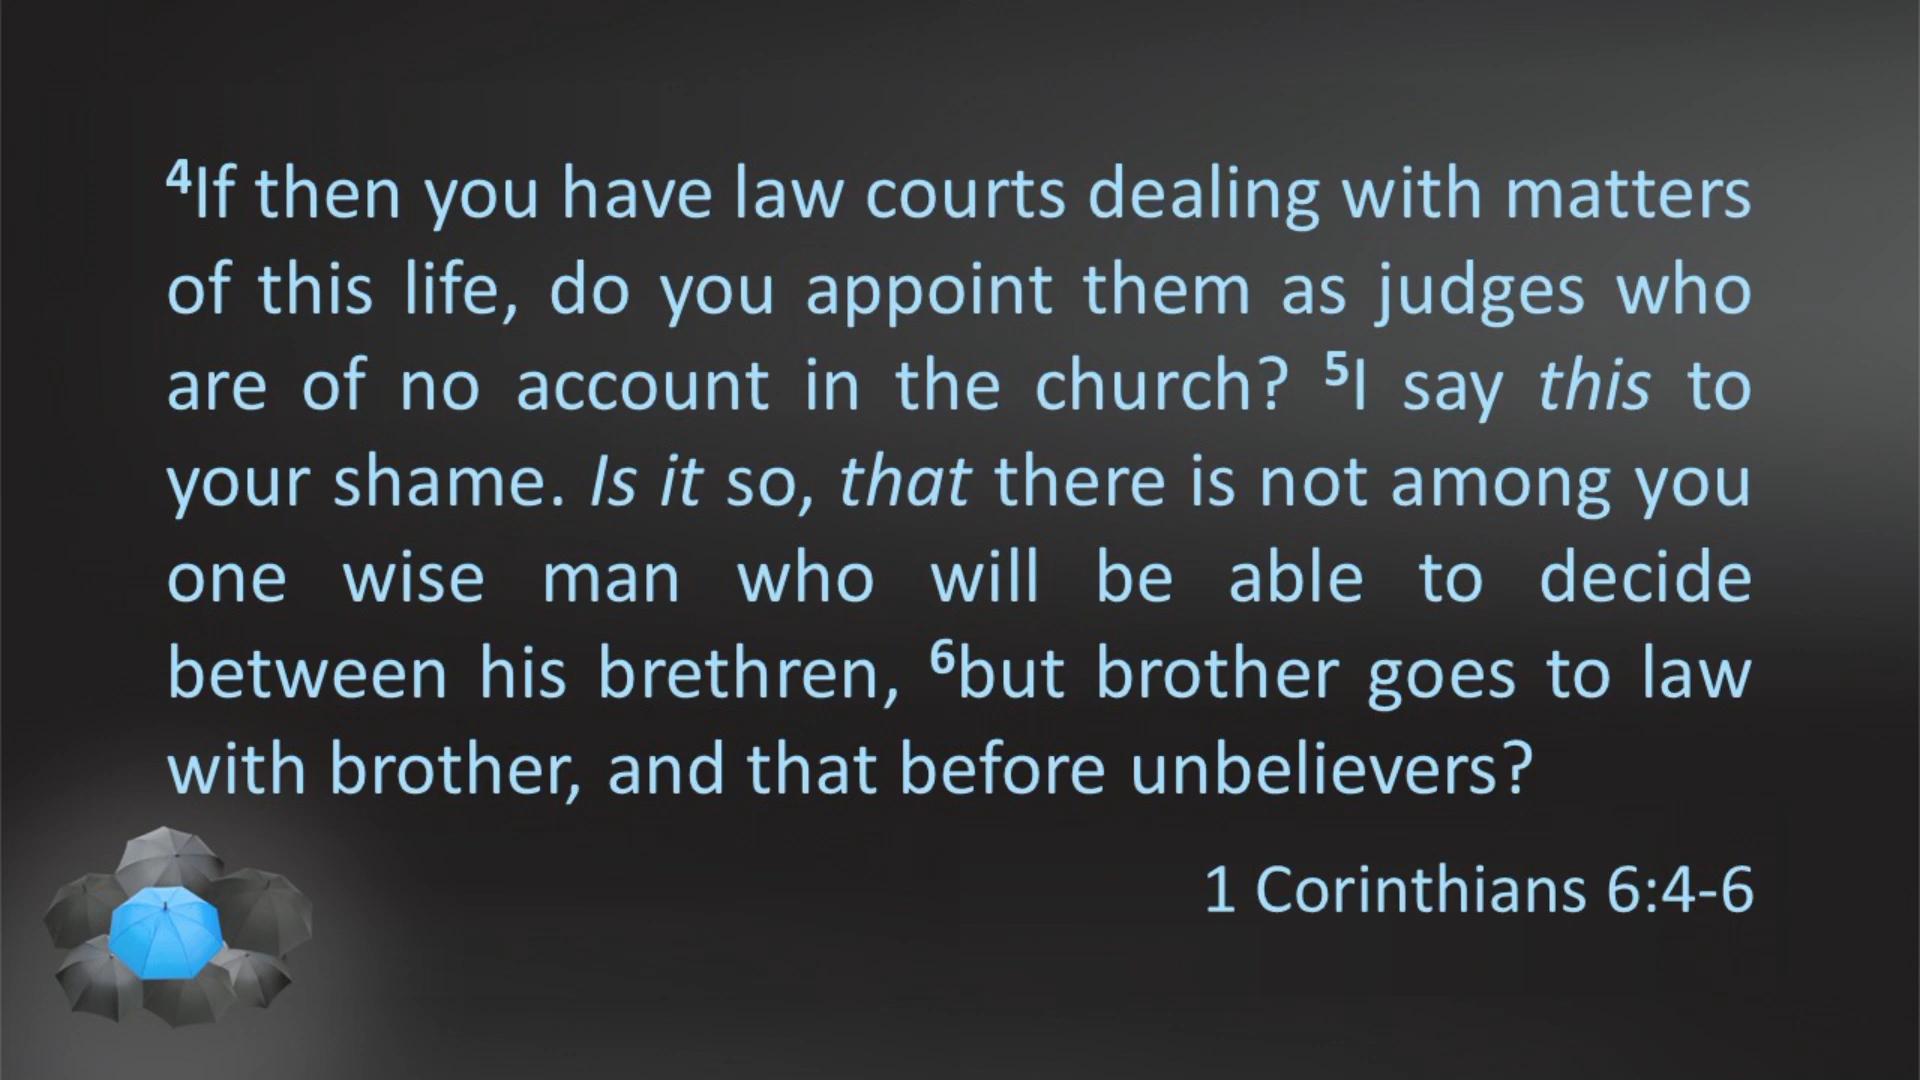 ⁴If then you have law courts dealing with matters
of this life, do you appoint them as judges who
are of no account in the church? ⁵I say this to
your shame. Is it so, that there is not among you
one wise man who will be able to decide
between his brethren, ⁶but brother goes to law
with brother, and that before unbelievers?
1 Corinthians 6:4-6